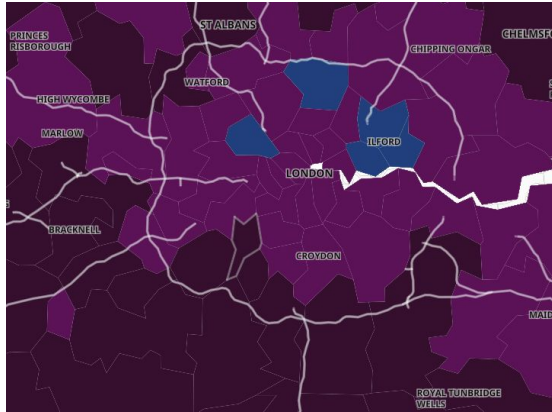 ST ALBANS
CHELMSF
PRINCES
RISBOROUGH
CHIPPING ONGAR
WATFORD
HIGH WYCOMBE
MARLOW
ILFORD
LONDON
BRACKNELL
CROYDON
MAID
ROYAL TUNBRIDGE
WELLS